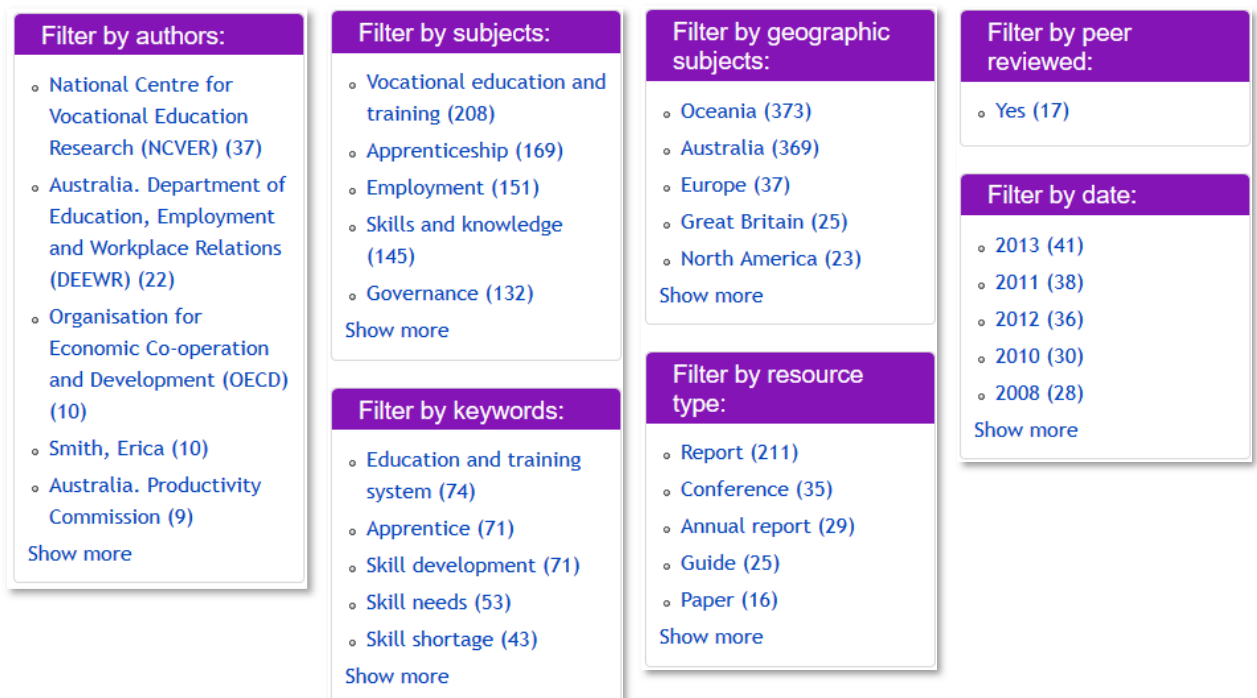 Filter by authors:
National Centre for
Vocational Education
Research (NCVER) (37)
Australia. Department of
Education, Employment
and Workplace Relations
(DEEWR) (22)
Organisation for
Economic Co-operation
and Development (OECD)
(10)
Smith, Erica (10)
Australia. Productivity
Commission (9)
Show more
Filter by subjects:
Vocational education and
training (208)
Apprenticeship (169)
Employment (151)
Skills and knowledge
(145)
Governance (132)
Show more
Filter by keywords:
Education and training
system (74)
Apprentice (71)
Skill development (71)
Skill needs (53)
Skill shortage (43)
Show more
Filter by geographic
subjects:
Oceania (373)
Australia (369)
Europe (37)
Great Britain (25)
North America (23)
Show more
Filter by resource
type:
Report (211)
Conference (35)
Annual report (29)
Guide (25)
Paper (16)
Show more
Filter by peer
reviewed:
Yes (17)
Filter by date:
2013 (41)
2011 (38)
2012 (36)
2010 (30)
2008 (28)
Show more